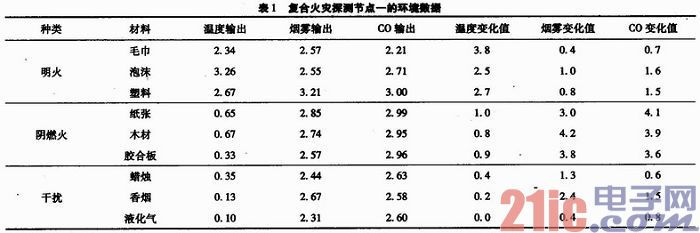 表1 复合火灾探测节点一的环境数据
种类 材料 温度输出 烟雾输出 CO输出 温度变化值 烟雾变化值 CO变化值
毛巾 2.34 2.57 2.21 3.8 0.4 0.7
明火 泡沫 3.26 2.55 2.71 2.5 1.0 1.6
塑料 2.67 3.21 3.00 2.7 0.8 1.5
纸张 0.65 2.85 2.99 1.0 3.0 4.1
阴燃火 木材 0.67 2.74 2.95 0.8 4.2 3.9
胶合板 0.33 2.57 2.96 0.9 3.8 3.6
蜡烛 0.35 2.44 2.63 0.4 1.3 0.6
干扰 香烟 0.13 2.67 2.58 0.2 2.4 1.5
液化气 0.10 2.31 2.60 0.0 0.4 0.8
21ic电子网
.com